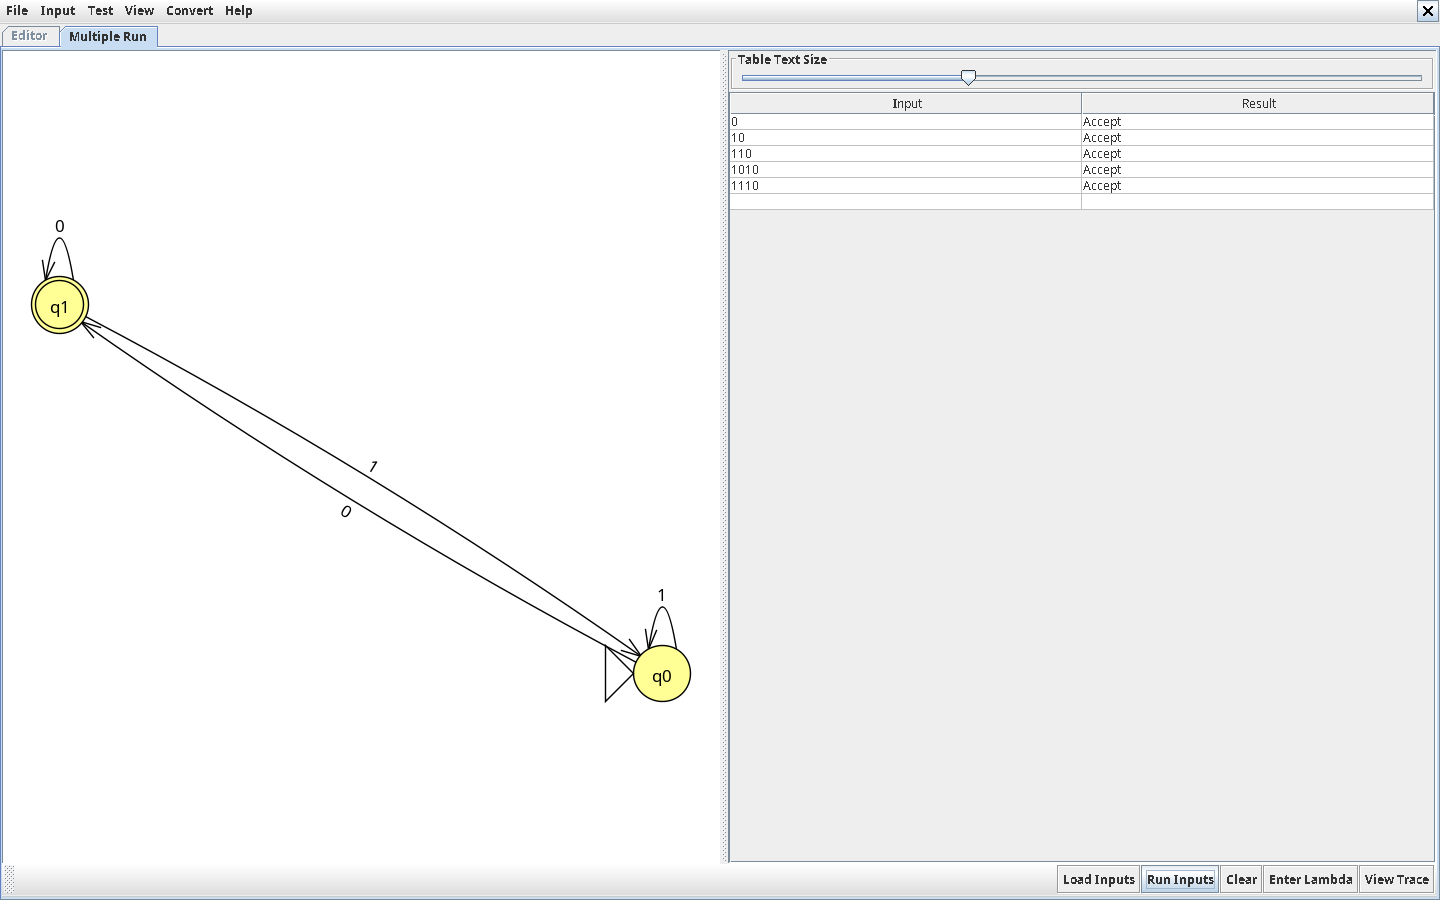 File Input Test View Convert Help
Editor Multiple Run
Table Text Size
Input Result
0 Accept
10 Accept
110 Accept
1010 Accept
1110 Accept
0
q1
1
0
1
q0
Load Inputs Run Inputs Clear Enter Lambda View Trace